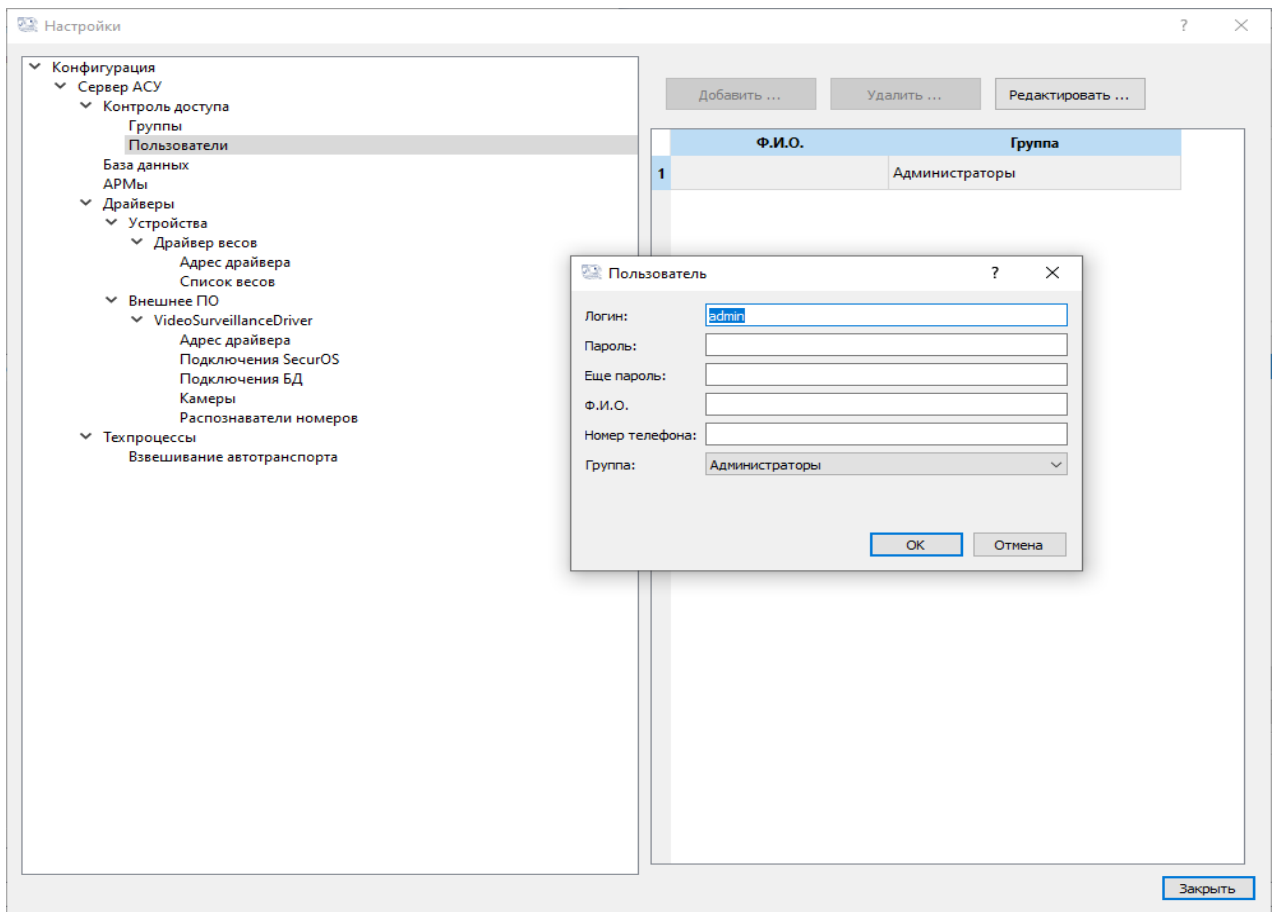 Настройки
Конфигурация
Сервер АСУ
Контроль доступа
Группы
Пользователи
База данных
АРМы
Драйверы
Устройства
Драйвер весов
Адрес драйвера
Список весов
Внешнее ПО
VideoSurveillanceDriver
Адрес драйвера
Подключения SecurOS
Подключения БД
Камеры
Распознаватели номеров
Техпроцессы
Взвешивание автотранспорта
Добавить ... Удалить ... Редактировать ...
Ф.И.О. Группа
1 Администраторы
Пользователь ?
Логин: admin
Пароль:
Еще пароль:
Ф.И.О.
Номер телефона:
Группа: Администраторы
OK Отмена
Закрыть